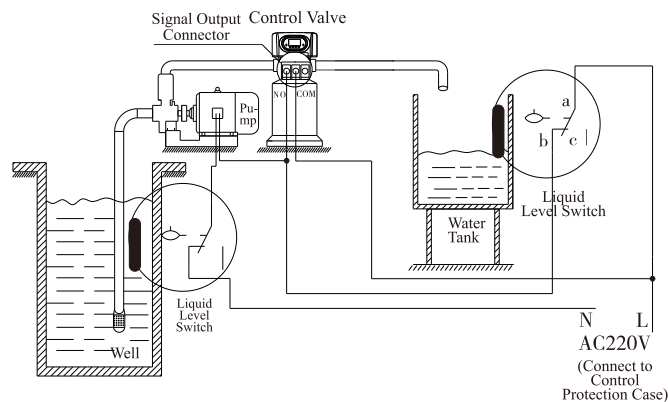 Signal Output
Connector
Control Valve
NO COM
Pu-
mp
a
b c
Liquid
Level Switch
Water
Tank
Liquid
Level
Switch
Well
N L
AC220V
(Connect to
Control
Protection Case)